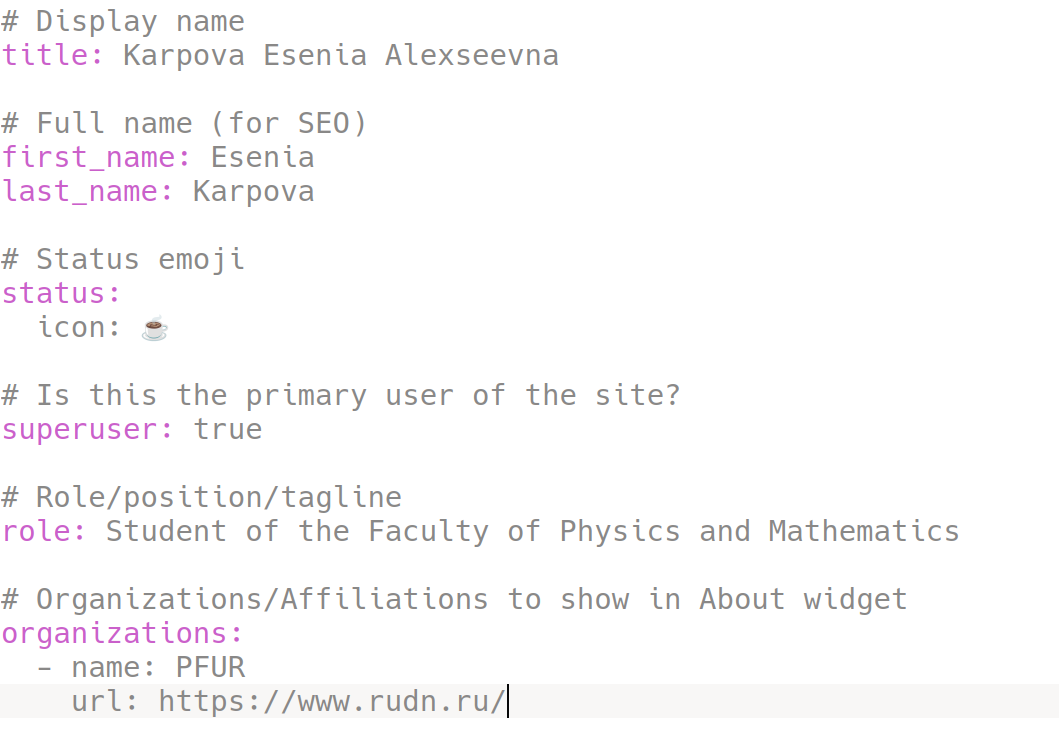 # Display name
title: Karpova Esenia Alexseevna
# Full name (for SEO)
first_name: Esenia
last_name: Karpova
# Status emoji
status:
  icon: ☕
# Is this the primary user of the site?
superuser: true
# Role/position/tagline
role: Student of the Faculty of Physics and Mathematics
# Organizations/Affiliations to show in About widget
organizations:
  - name: PFUR
    url: https://www.rudn.ru/